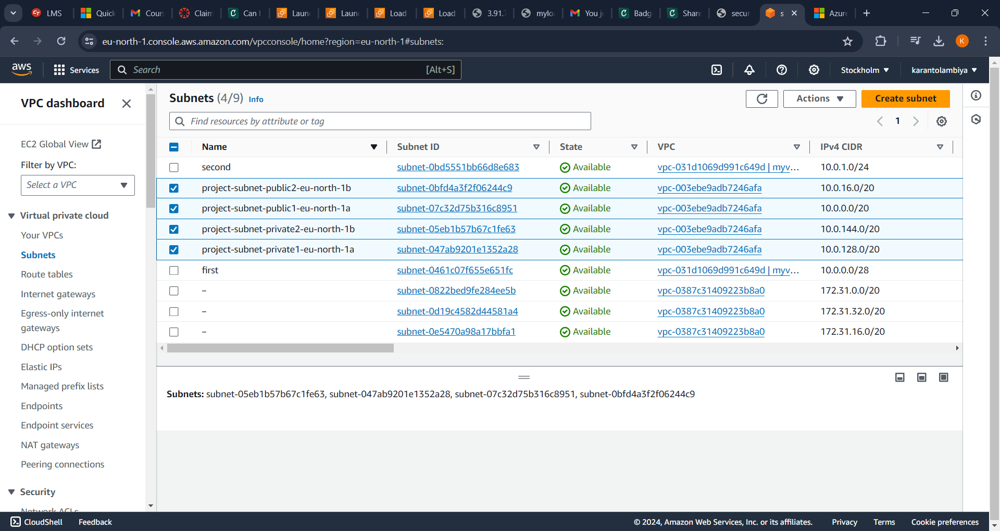 LMS
Quick
Cour
Claim
Can I
Laun
Laun
Load
Load
3.91.
mylo
You ju
Badg
Share
secur
s
Azure
eu-north-1.console.aws.amazon.com/vpcconsole/home?region=eu-north-1#subnets:
K
aws
Services
Search
[Alt+S]
Stockholm
karantolambiya
VPC dashboard
EC2 Global View
Filter by VPC:
Select a VPC
Virtual private cloud
Your VPCs
Subnets
Route tables
Internet gateways
Egress-only internet
gateways
DHCP option sets
Elastic IPs
Managed prefix lists
Endpoints
Endpoint services
NAT gateways
Peering connections
Security
Network ACLs
Subnets (4/9) Info
Actions
Create subnet
Find resources by attribute or tag
1
Name Subnet ID State VPC IPv4 CIDR
second subnet-0bd5551bb66d8e683 Available vpc-031d1069d991c649d | myv... 10.0.1.0/24
project-subnet-public2-eu-north-1b subnet-0bfd4a3f2f06244c9 Available vpc-003ebe9adb7246afa 10.0.16.0/20
project-subnet-public1-eu-north-1a subnet-07c32d75b316c8951 Available vpc-003ebe9adb7246afa 10.0.0.0/20
project-subnet-private2-eu-north-1b subnet-05eb1b57b67c1fe63 Available vpc-003ebe9adb7246afa 10.0.144.0/20
project-subnet-private1-eu-north-1a subnet-047ab9201e1352a28 Available vpc-003ebe9adb7246afa 10.0.128.0/20
first subnet-0461c07f655e651fc Available vpc-031d1069d991c649d | myv... 10.0.0.0/28
– subnet-0822bed9fe284ee5b Available vpc-0387c31409223b8a0 172.31.0.0/20
– subnet-0d19c4582d44581a4 Available vpc-0387c31409223b8a0 172.31.32.0/20
– subnet-0e5470a98a17bbfa1 Available vpc-0387c31409223b8a0 172.31.16.0/20
Subnets: subnet-05eb1b57b67c1fe63, subnet-047ab9201e1352a28, subnet-07c32d75b316c8951, subnet-0bfd4a3f2f06244c9
CloudShell
Feedback
© 2024, Amazon Web Services, Inc. or its affiliates.
Privacy
Terms
Cookie preferences